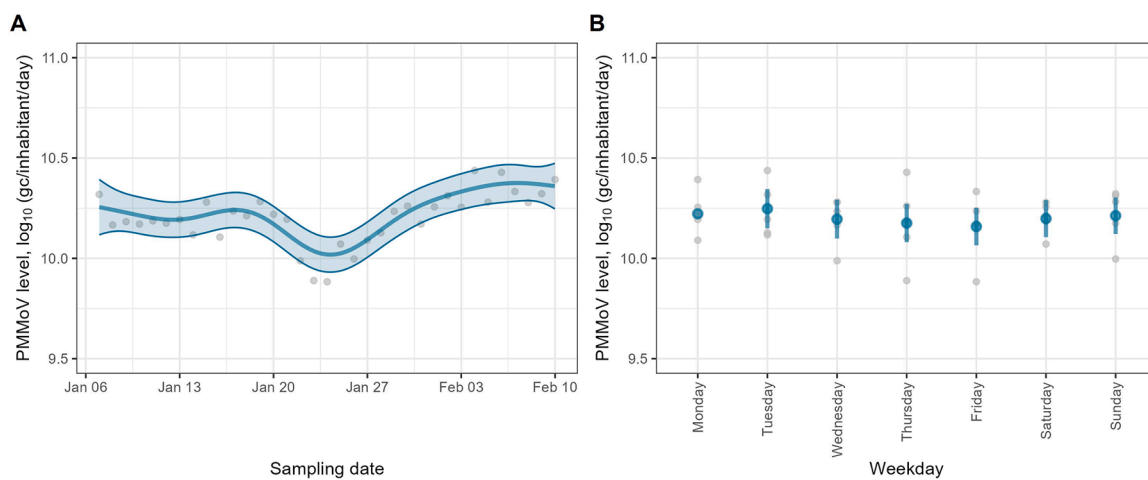 A
PMMoV level, log10 (gc/inhabitant/day)
11.0
10.5
10.0
9.5
Jan 06 Jan 13 Jan 20 Jan 27 Feb 03 Feb 10
Sampling date
B
PMMoV level, log10 (gc/inhabitant/day)
11.0
10.5
10.0
9.5
Monday
Tuesday
Wednesday
Thursday
Friday
Saturday
Sunday
Weekday